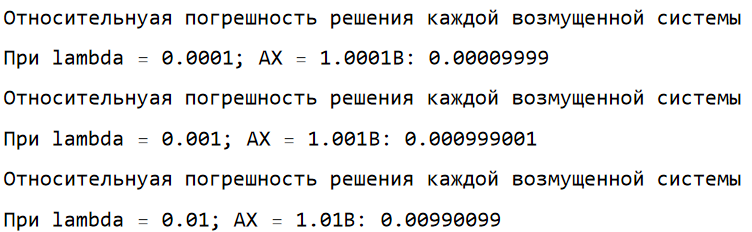 Относительнуая погрешность решения каждой возмущенной системы
При lambda = 0.0001; AX = 1.0001B: 0.00009999
Относительнуая погрешность решения каждой возмущенной системы
При lambda = 0.001; AX = 1.001B: 0.000999001
Относительнуая погрешность решения каждой возмущенной системы
При lambda = 0.01; AX = 1.01B: 0.00990099